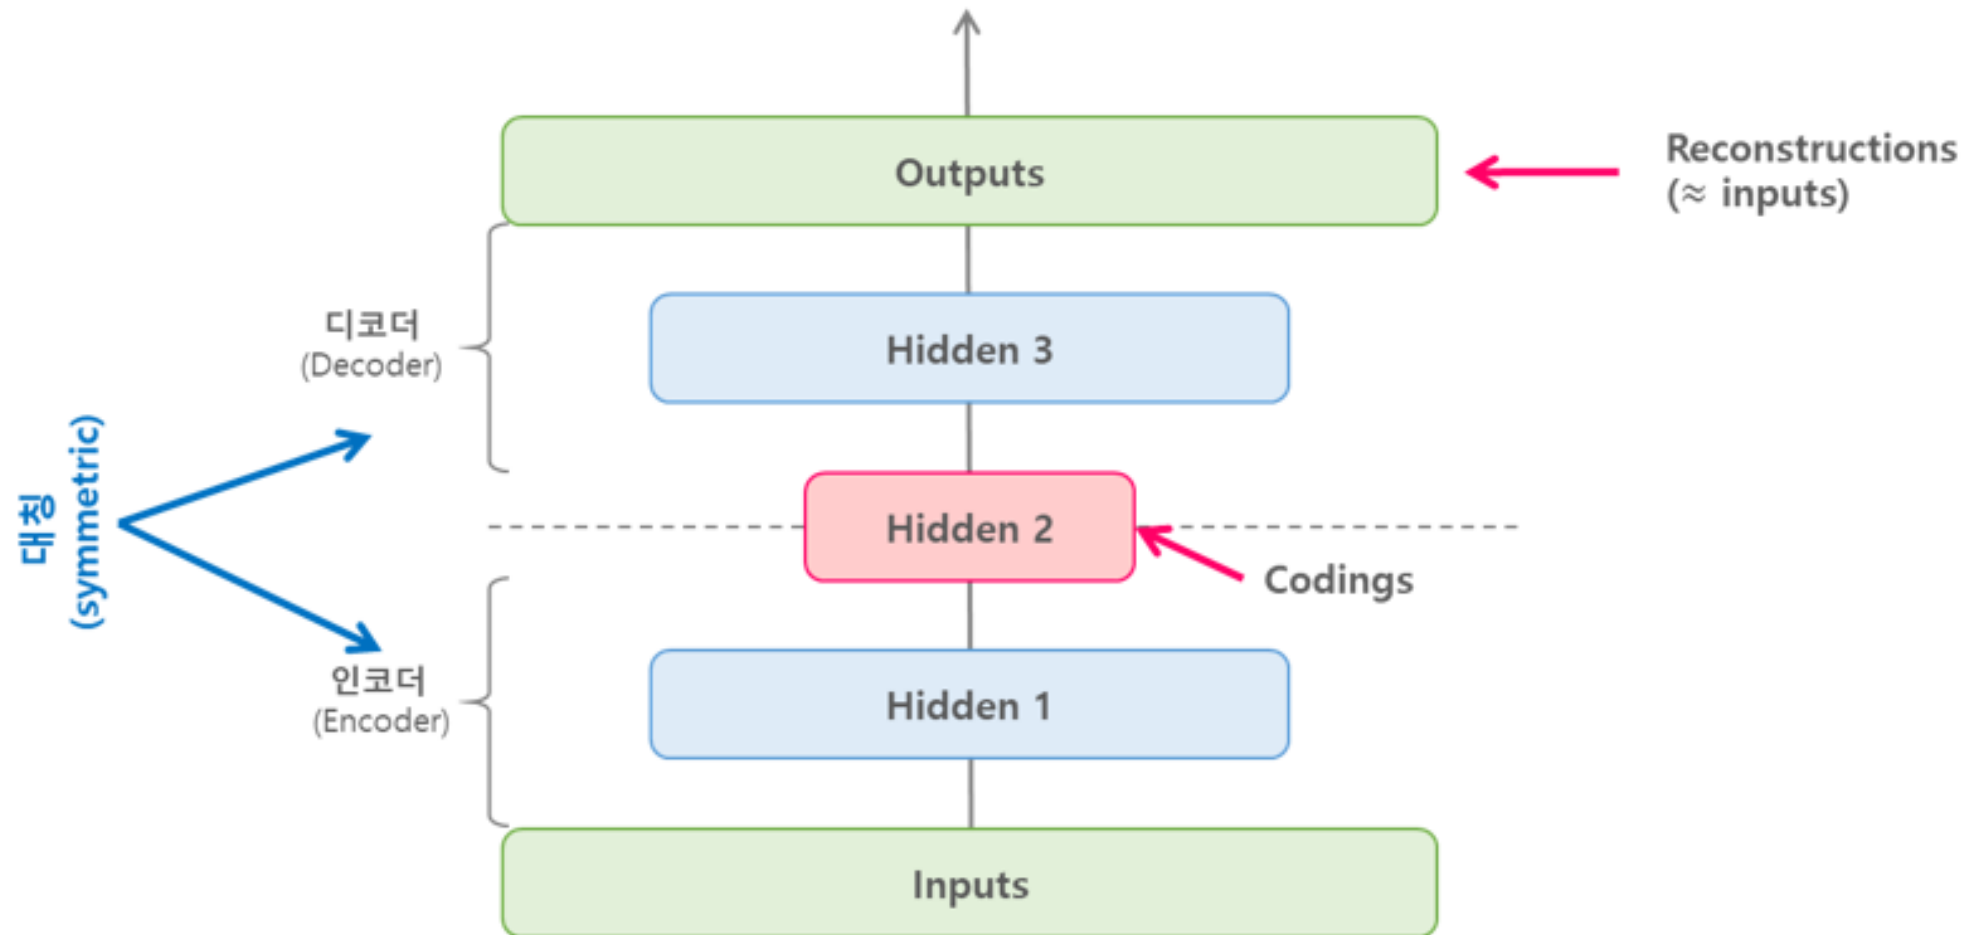 Outputs
Reconstructions
(≈ inputs)
디코더
(Decoder)
Hidden 3
대칭
(symmetric)
Hidden 2
Codings
인코더
(Encoder)
Hidden 1
Inputs